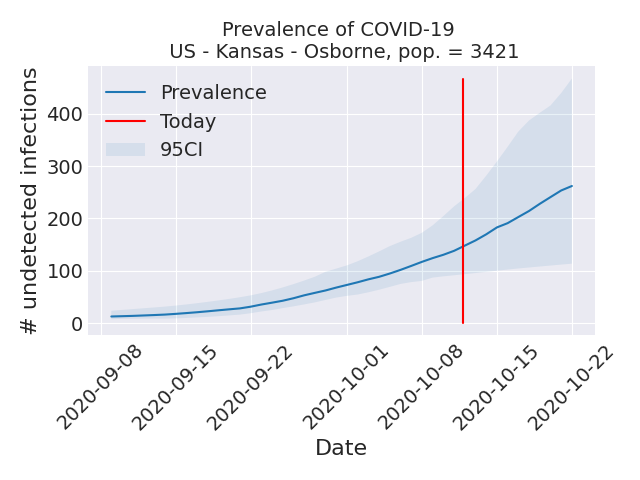 Prevalence of COVID-19
US - Kansas - Osborne, pop. = 3421
Prevalence
Today
95CI
# undetected infections
400
300
200
100
0
2020-09-08
2020-09-15
2020-09-22
2020-10-01
2020-10-08
2020-10-15
2020-10-22
Date